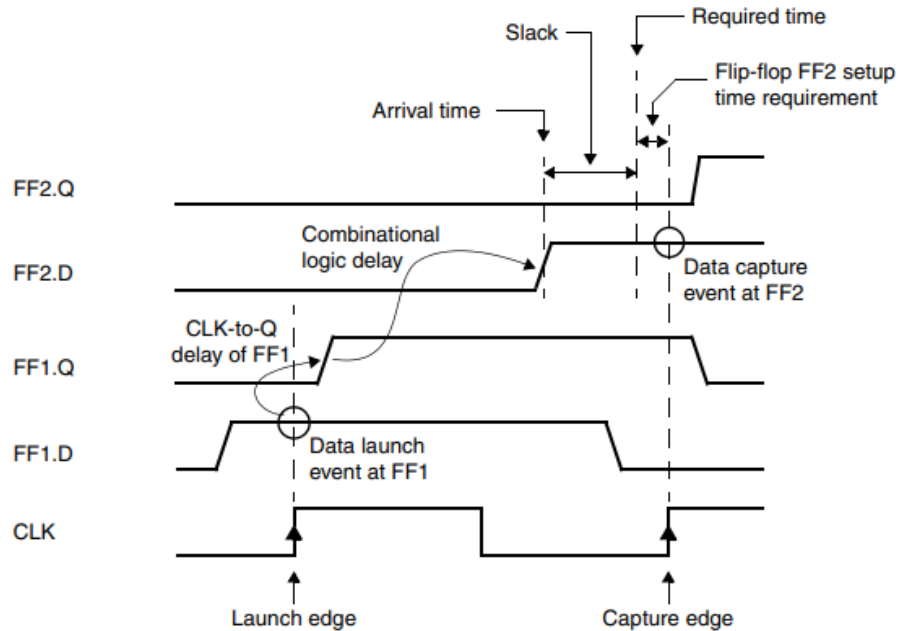 Required time
Slack
Flip-flop FF2 setup
time requirement
Arrival time
FF2.Q
Combinational
logic delay
FF2.D
Data capture
event at FF2
CLK-to-Q
delay of FF1
FF1.Q
FF1.D
Data launch
event at FF1
CLK
Launch edge
Capture edge